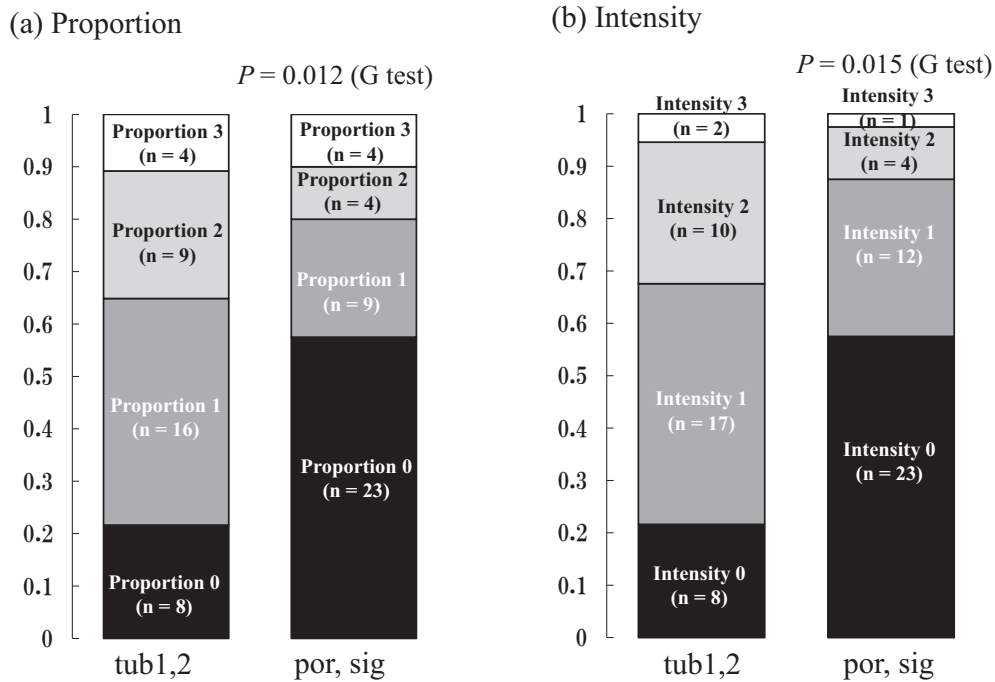 (a) Proportion
P = 0.012 (G test)
1
0.9
0.8
0.7
0.6
0.5
0.4
0.3
0.2
0.1
0
Proportion 3
(n = 4)
Proportion 2
(n = 9)
Proportion 1
(n = 16)
Proportion 0
(n = 8)
tub1,2
Proportion 3
(n = 4)
Proportion 2
(n = 4)
Proportion 1
(n = 9)
Proportion 0
(n = 23)
por, sig
(b) Intensity
P = 0.015 (G test)
1
0.9
0.8
0.7
0.6
0.5
0.4
0.3
0.2
0.1
0
Intensity 3
(n = 2)
Intensity 2
(n = 10)
Intensity 1
(n = 17)
Intensity 0
(n = 8)
tub1,2
Intensity 3
(n = 1)
Intensity 2
(n = 4)
Intensity 1
(n = 12)
Intensity 0
(n = 23)
por, sig